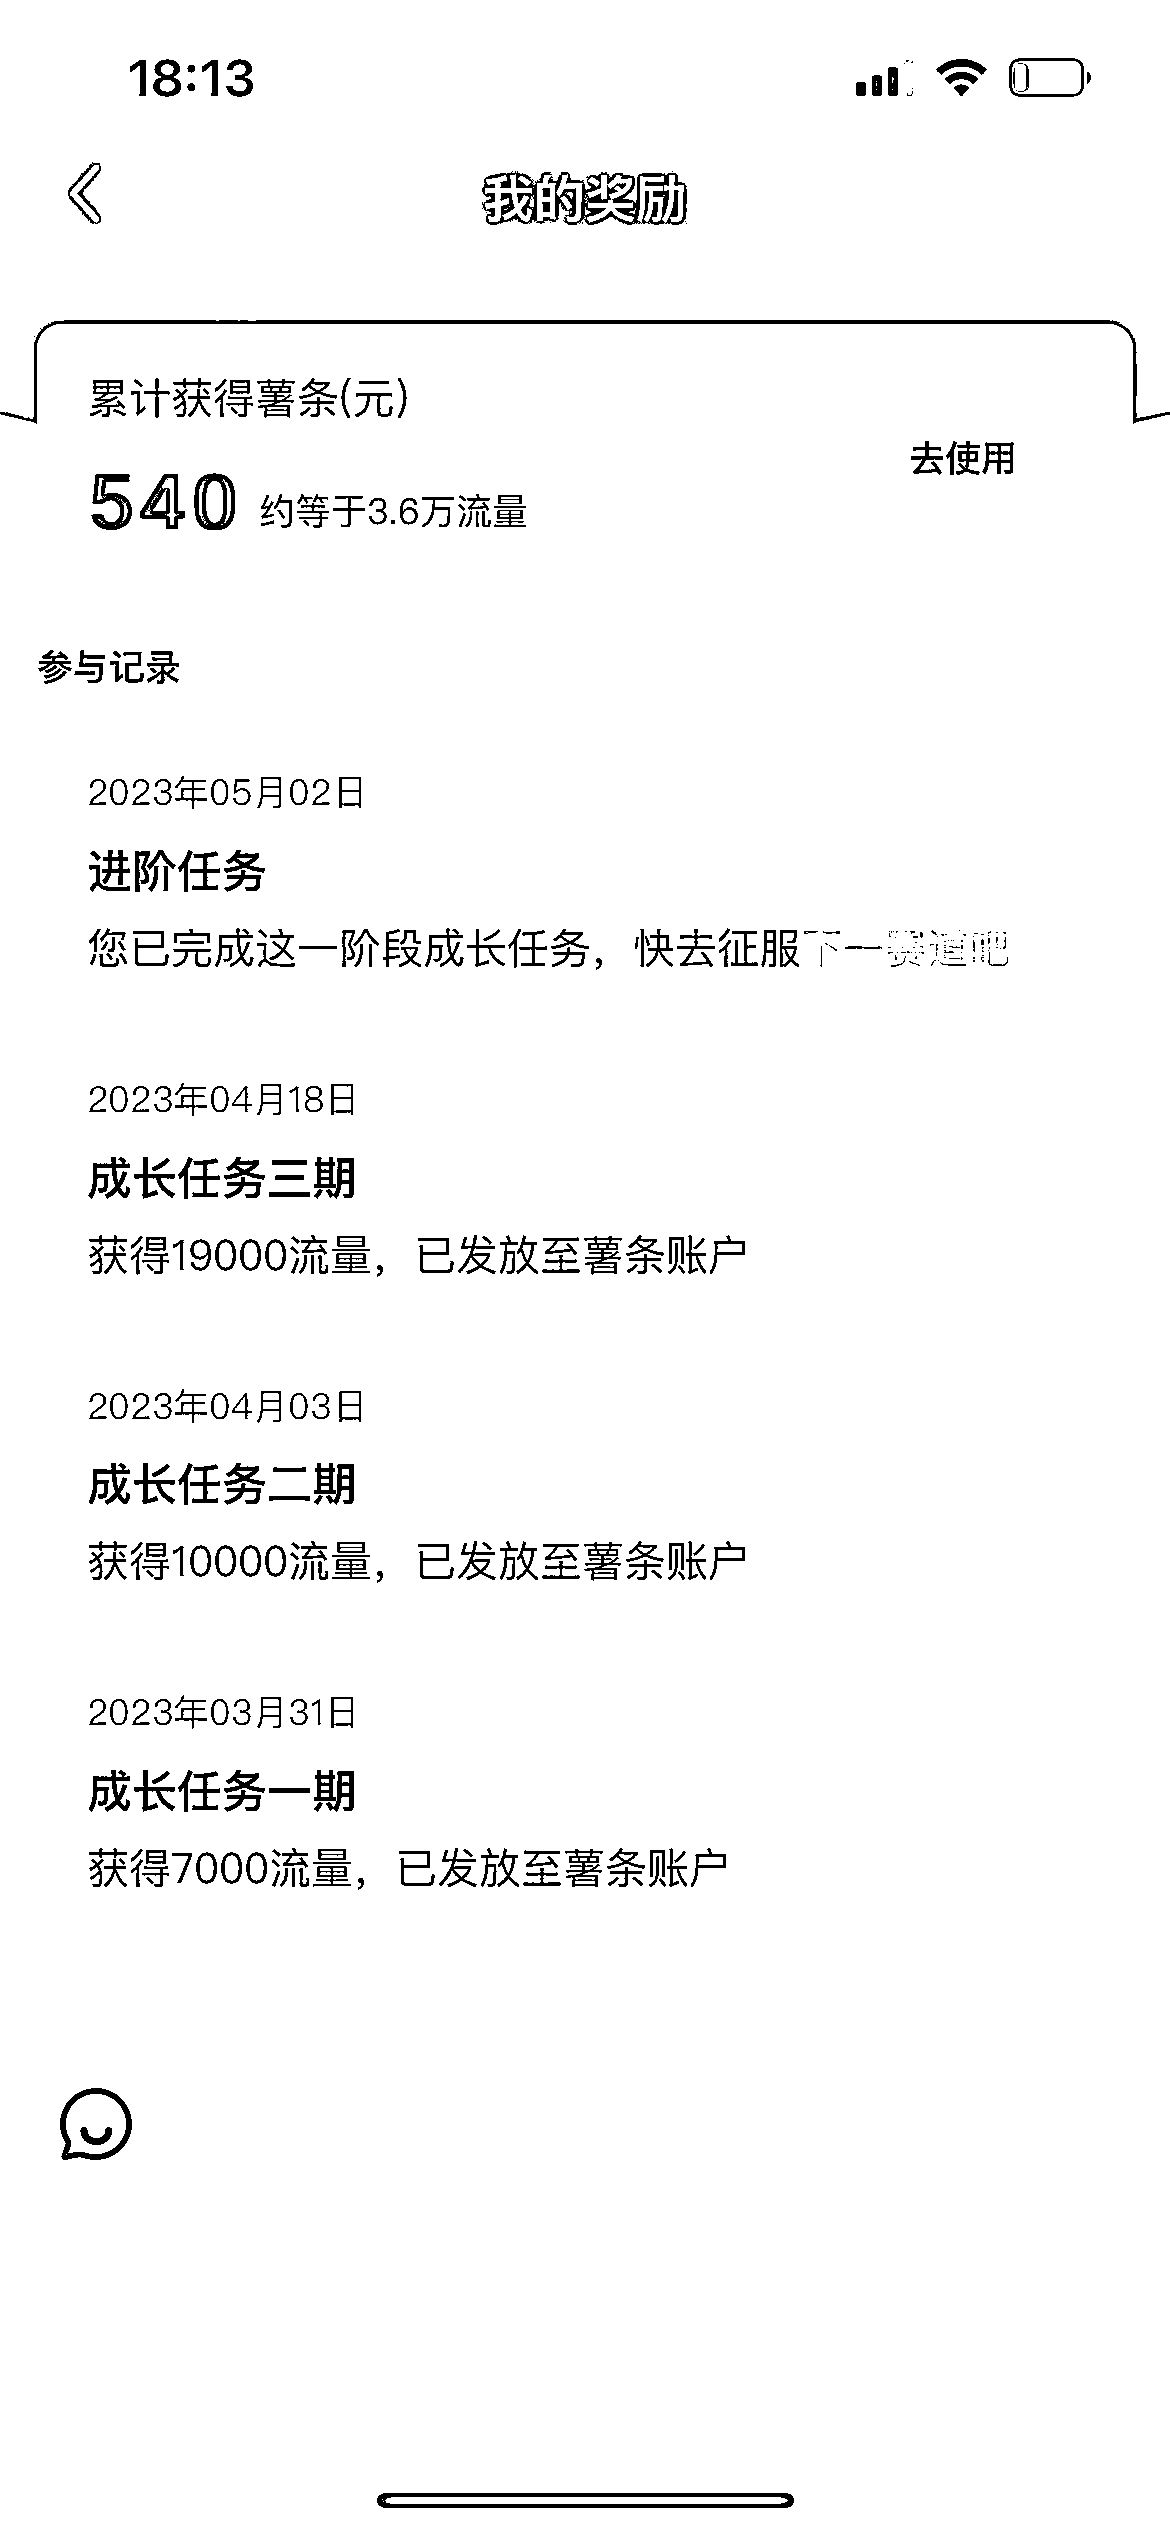 18:13
我的奖励
累计获得薯条(元)
去使用
540 约等于3.6万流量
参与记录
2023年05月02日
进阶任务
您已完成这一阶段成长任务，快去征服下一赛道吧
2023年04月18日
成长任务三期
获得19000流量，已发放至薯条账户
2023年04月03日
成长任务二期
获得10000流量，已发放至薯条账户
2023年03月31日
成长任务一期
获得7000流量，已发放至薯条账户